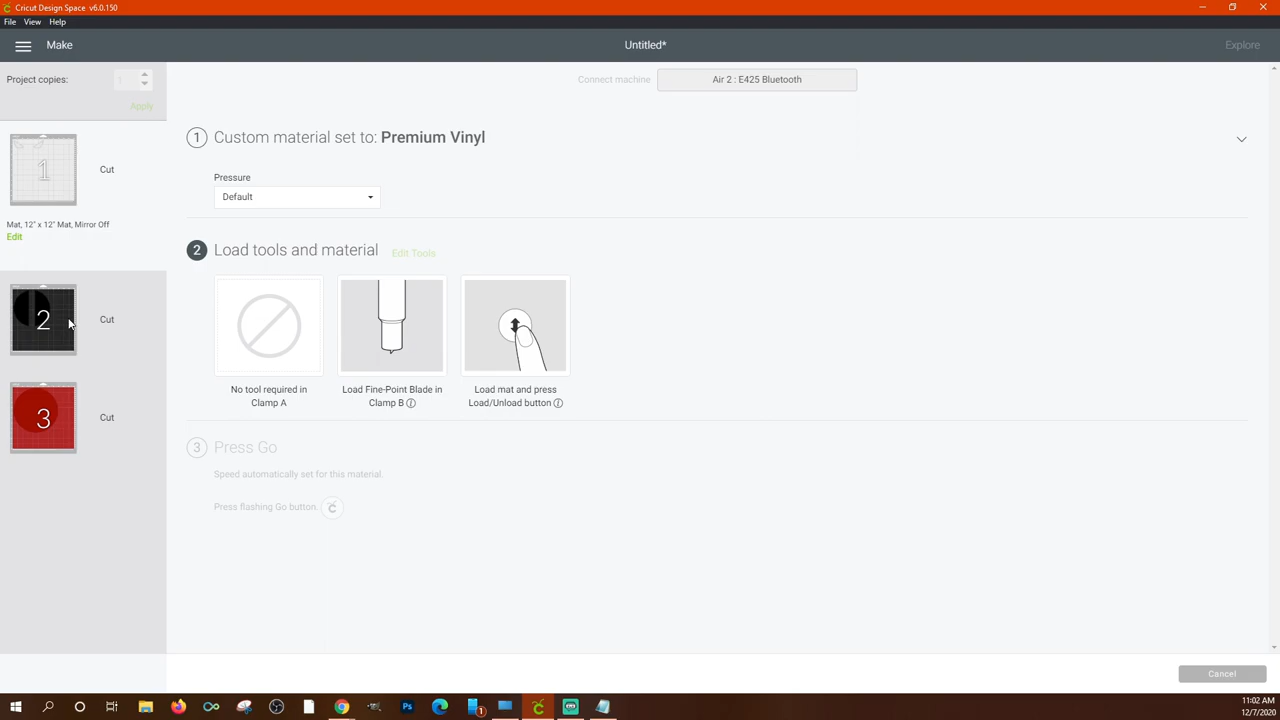 Cricut Design Space v6.0.150
File View Help
Make
Untitled*
Explore
Project copies: 1
Apply
Connect machine
Air 2 : E425 Bluetooth
1 Custom material set to: Premium Vinyl
Pressure
Default
1
Cut
Mat, 12" x 12" Mat, Mirror Off
Edit
2
Cut
3
Cut
2 Load tools and material
Edit Tools
No tool required in
Clamp A
Load Fine-Point Blade in
Clamp B
Load mat and press
Load/Unload button
3 Press Go
Speed automatically set for this material.
Press flashing Go button.
Cancel
Ps
1
11:02 AM
12/7/2020